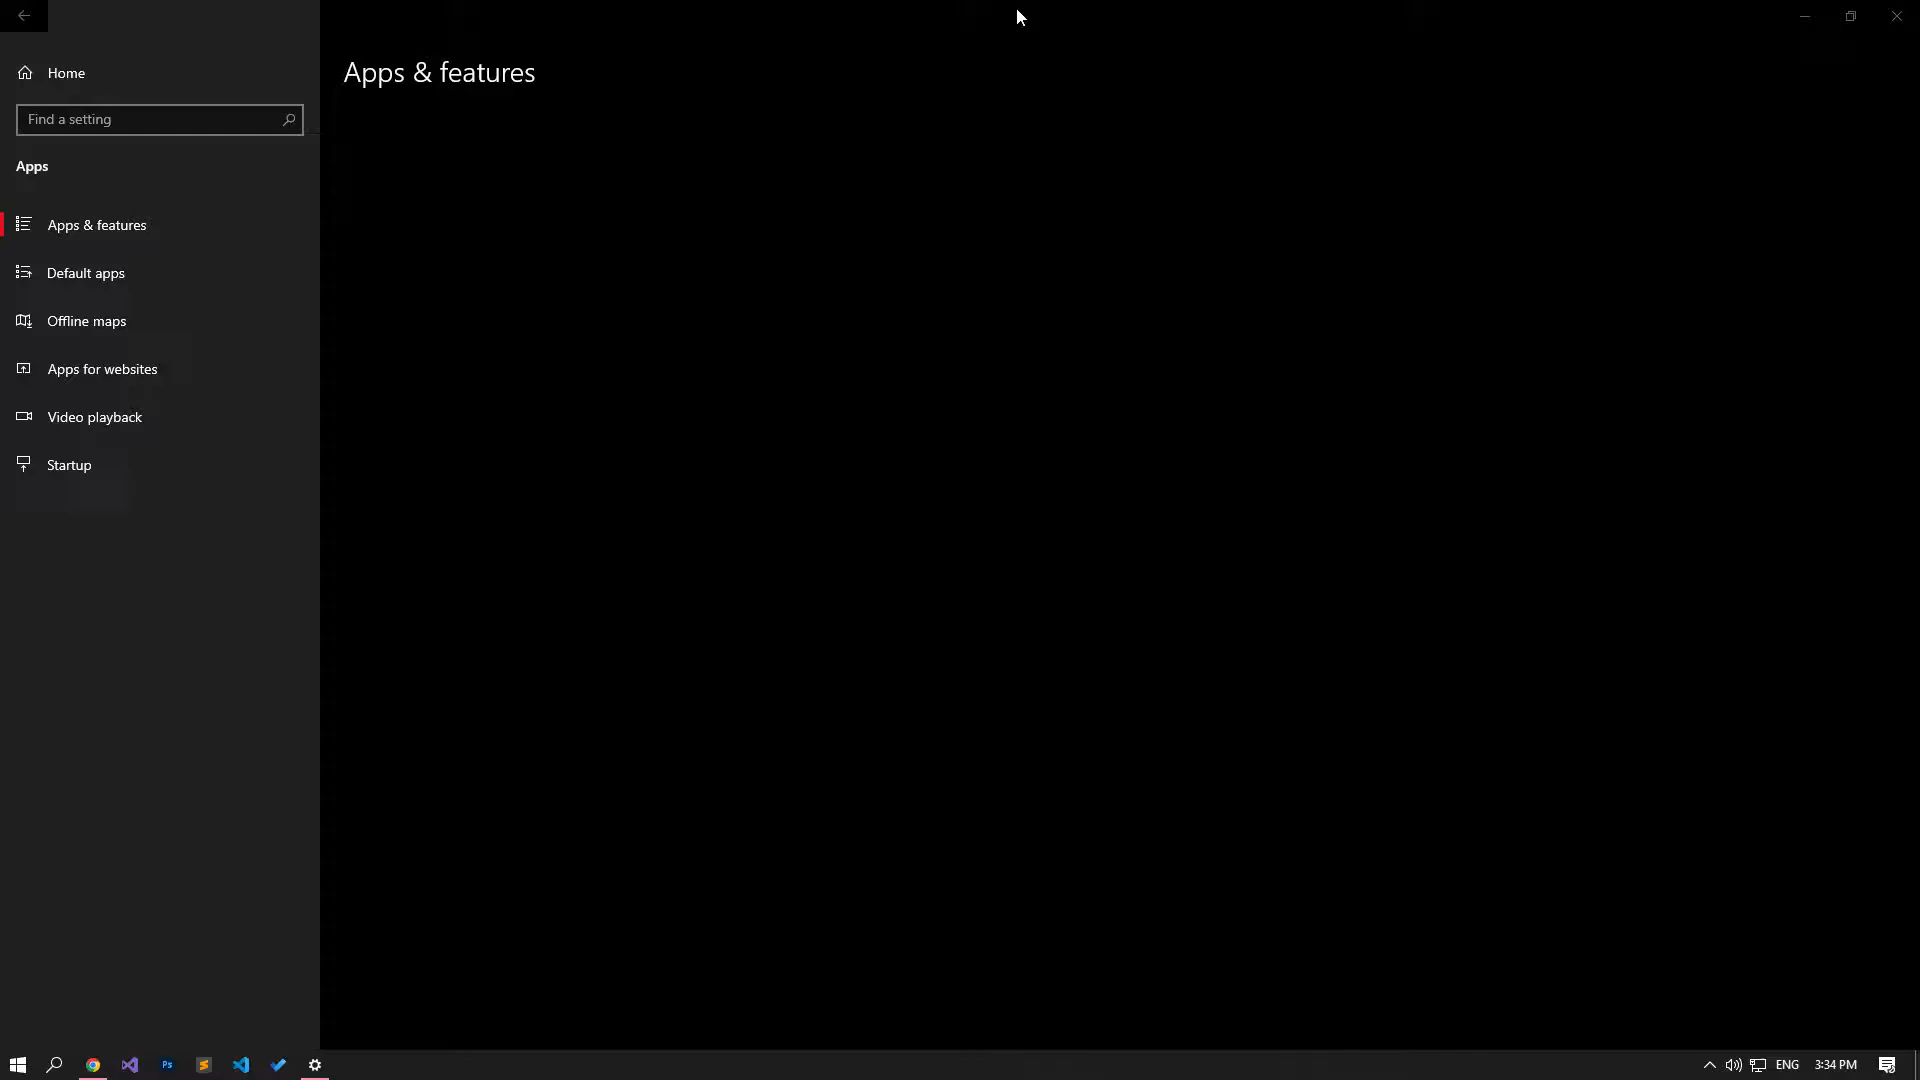 Home
Apps & features
Find a setting
Apps
Apps & features
Default apps
Offline maps
Apps for websites
Video playback
Startup
Ps
ENG
3:34 PM